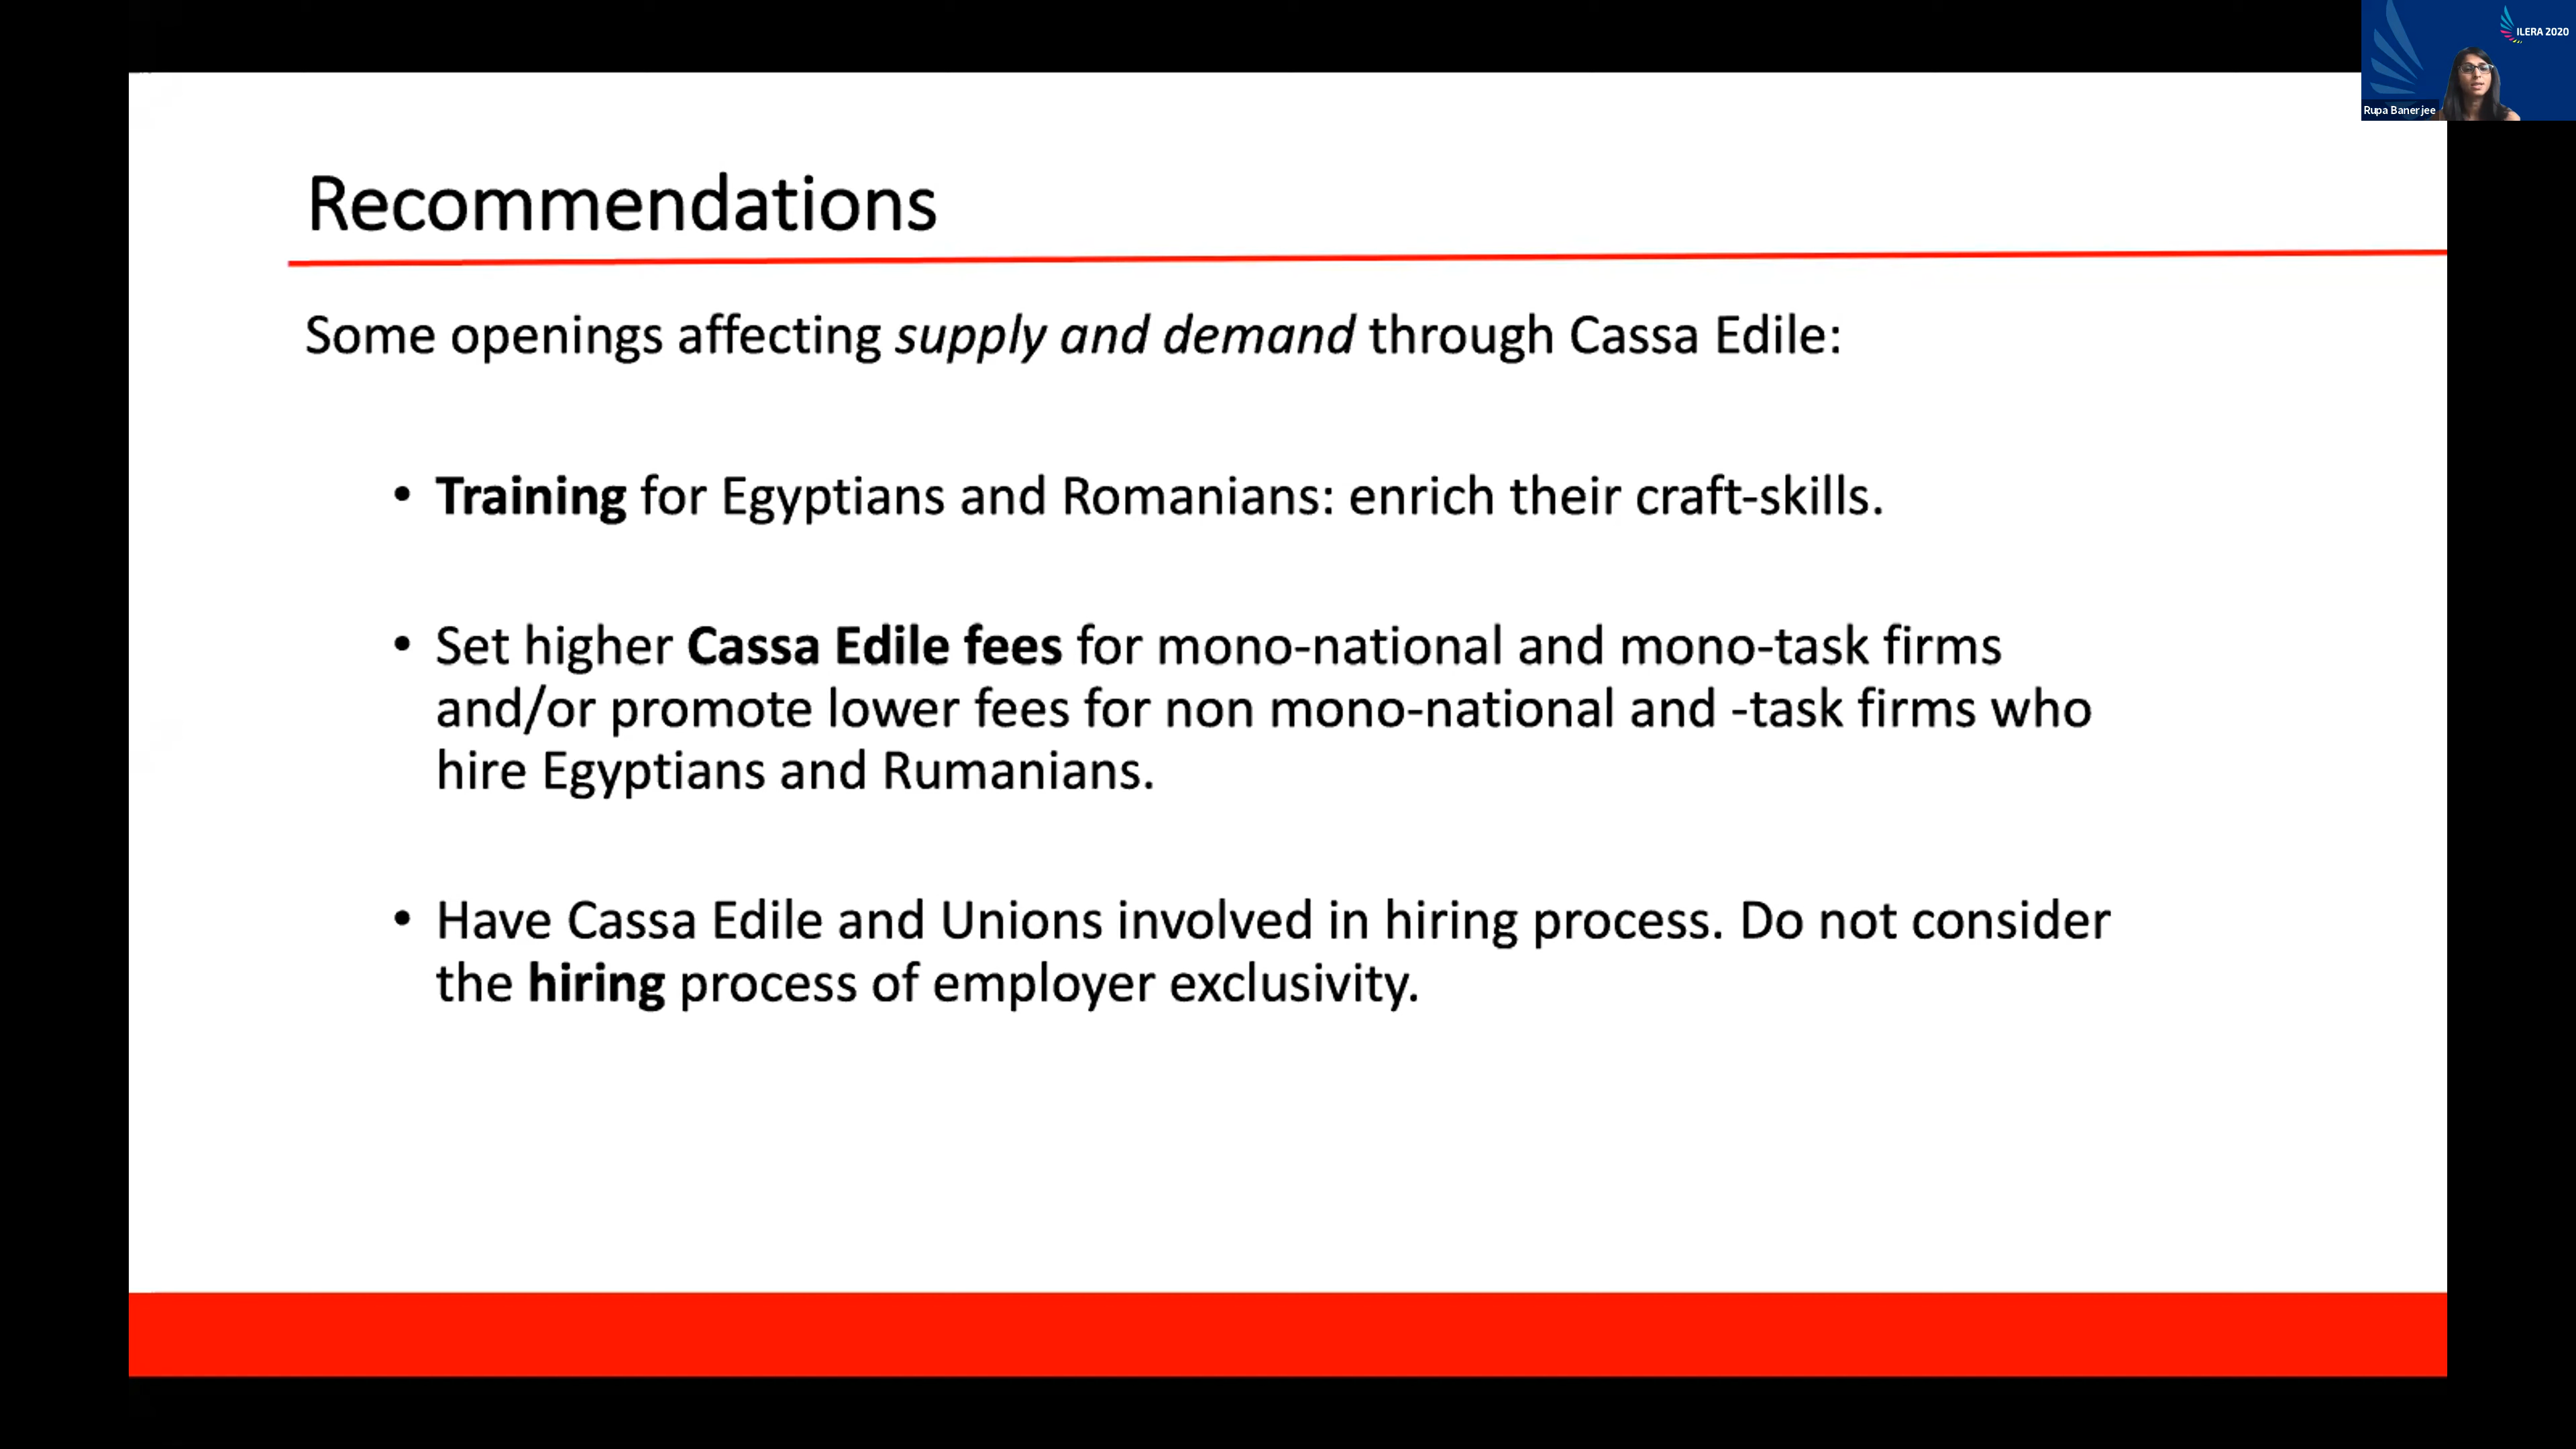 ILERA 2020
Rupa Banerjee
Recommendations
Some openings affecting supply and demand through Cassa Edile:
• Training for Egyptians and Romanians: enrich their craft-skills.
• Set higher Cassa Edile fees for mono-national and mono-task firms
and/or promote lower fees for non mono-national and -task firms who
hire Egyptians and Rumanians.
• Have Cassa Edile and Unions involved in hiring process. Do not consider
the hiring process of employer exclusivity.